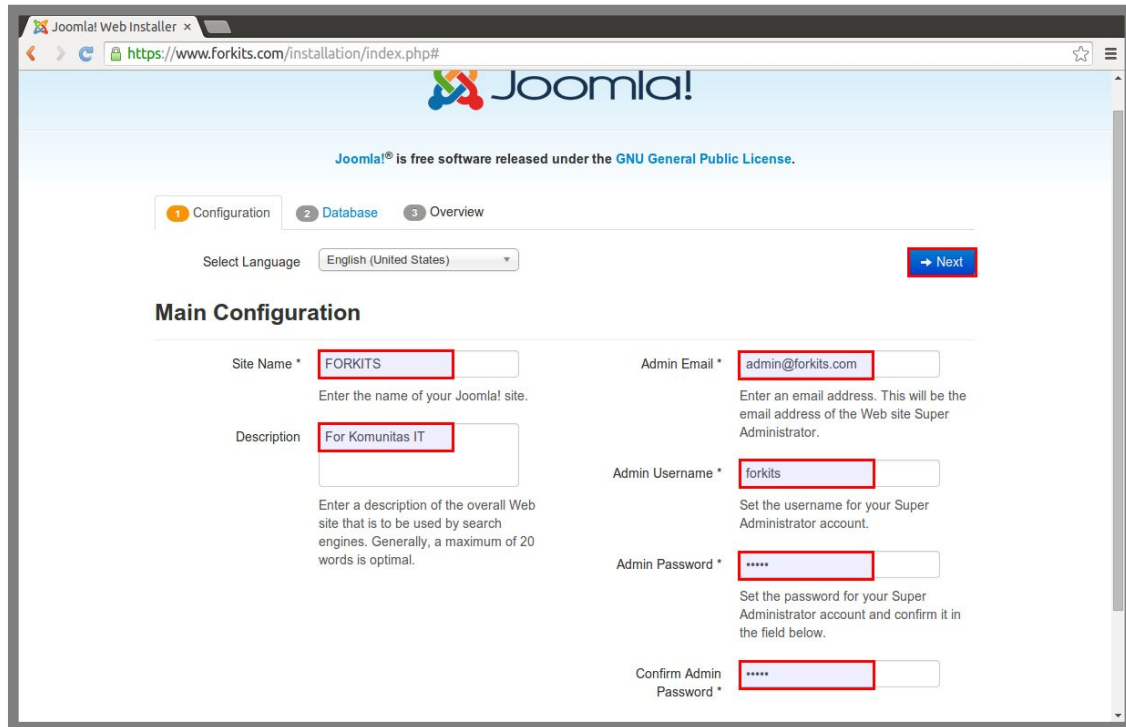 Joomla! Web Installer ×
https://www.forkits.com/installation/index.php#
Joomla!
Joomla!® is free software released under the GNU General Public License.
1 Configuration 2 Database 3 Overview
Select Language English (United States)
→ Next
Main Configuration
Site Name * FORKITS
Enter the name of your Joomla! site.
Description For Komunitas IT
Enter a description of the overall Web
site that is to be used by search
engines. Generally, a maximum of 20
words is optimal.
Admin Email * admin@forkits.com
Enter an email address. This will be the
email address of the Web site Super
Administrator.
Admin Username * forkits
Set the username for your Super
Administrator account.
Admin Password * •••••
Set the password for your Super
Administrator account and confirm it in
the field below.
Confirm Admin
Password * •••••